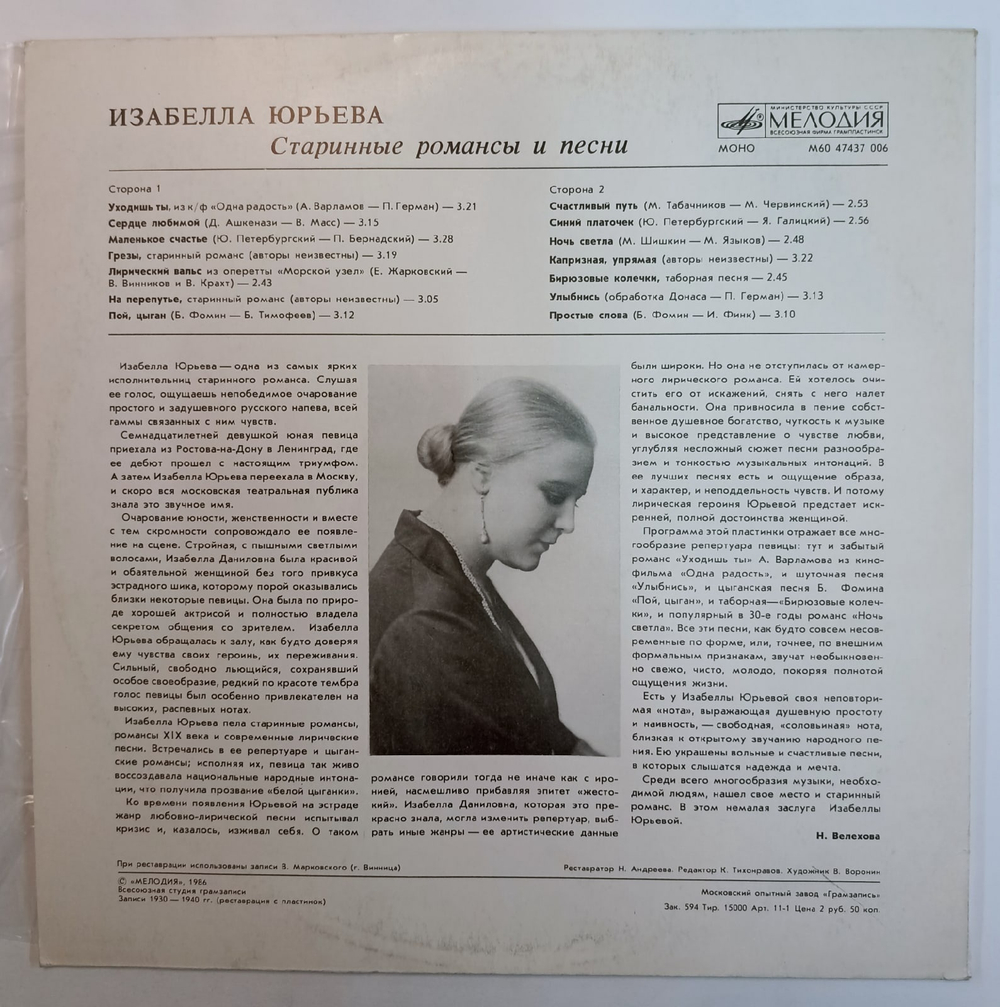 ИЗАБЕЛЛА ЮРЬЕВА
Старинные романсы и песни
МИНИСТЕРСТВО КУЛЬТУРЫ СССР
МЕЛОДИЯ
ВСЕСОЮЗНАЯ ФИРМА ГРАМПЛАСТИНОК
МОНО М60 47437 006
Сторона 1
Уходишь ты, из к/ф «Одна радость» (А. Варламов — П. Герман) — 3.21
Сердце любимой (Д. Ашкенази — В. Масс) — 3.15
Маленькое счастье (Ю. Петербургский — П. Бернадский) — 3.28
Грезы, старинный романс (авторы неизвестны) — 3.19
Лирический вальс из оперетты «Морской узел» (Е. Жарковский —
В. Винников и В. Крахт) — 2.43
На перепутье, старинный романс (авторы неизвестны) — 3.05
Пой, цыган (Б. Фомин — Б. Тимофеев) — 3.12
Сторона 2
Счастливый путь (М. Табачников — М. Червинский) — 2.53
Синий платочек (Ю. Петербургский — Я. Галицкий) — 2.56
Ночь светла (М. Шишкин — М. Языков) — 2.48
Капризная, упрямая (авторы неизвестны) — 3.22
Бирюзовые колечки, таборная песня — 2.45
Улыбнись (обработка Донаса — П. Герман) — 3.13
Простые слова (Б. Фомин — И. Финк) — 3.10
Изабелла Юрьева — одна из самых ярких
исполнительниц старинного романса. Слушая
ее голос, ощущаешь непобедимое очарование
простого и задушевного русского напева, всей
гаммы связанных с ним чувств.
Семнадцатилетней девушкой юная певица
приехала из Ростова-на-Дону в Ленинград, где
ее дебют прошел с настоящим триумфом.
А затем Изабелла Юрьева переехала в Москву,
и скоро вся московская театральная публика
знала это звучное имя.
Очарование юности, женственности и вместе
с тем скромности сопровождало ее появле-
ние на сцене. Стройная, с пышными светлыми
волосами, Изабелла Даниловна была красивой
и обаятельной женщиной без того привкуса
эстрадного шика, которому порой оказывались
близки некоторые певицы. Она была по приро-
де хорошей актрисой и полностью владела
секретом общения со зрителем. Изабелла
Юрьева обращалась к залу, как будто доверяя
ему чувства своих героинь, их переживания.
Сильный, свободно льющийся, сохранявший
особое своеобразие, редкий по красоте тембра
голос певицы был особенно привлекателен на
высоких, распевных нотах.
Изабелла Юрьева пела старинные романсы,
романсы XIX века и современные лирические
песни. Встречались в ее репертуаре и цыган-
ские романсы; исполняя их, певица так живо
воссоздавала национальные народные интона-
ции, что получила прозвание «белой цыганки».
Ко времени появления Юрьевой на эстраде
жанр любовно-лирической песни испытывал
кризис и, казалось, изживал себя. О таком
романсе говорили тогда не иначе как с иро-
нией, насмешливо прибавляя эпитет «жесто-
кий». Изабелла Даниловна, которая это пре-
красно знала, могла изменить репертуар, выб-
рать иные жанры — ее артистические данные
были широки. Но она не отступилась от камер-
ного лирического романса. Ей хотелось очи-
стить его от искажений, снять с него налет
банальности. Она привносила в пение собст-
венное душевное богатство, чуткость к музыке
и высокое представление о чувстве любви,
углубляя несложный сюжет песни разнообра-
зием и тонкостью музыкальных интонаций. В
ее лучших песнях есть и ощущение образа,
и характер, и неподдельность чувств. И потому
лирическая героиня Юрьевой предстает иск-
ренней, полной достоинства женщиной.
Программа этой пластинки отражает все мно-
гообразие репертуара певицы: тут и забытый
романс «Уходишь ты» А. Варламова из кино-
фильма «Одна радость», и шуточная песня
«Улыбнись», и цыганская песня Б. Фомина
«Пой, цыган», и таборная—«Бирюзовые колеч-
ки», и популярный в 30-е годы романс «Ночь
светла». Все эти песни, как будто совсем несов-
ременные по форме, или, точнее, по внешним
формальным признакам, звучат необыкновен-
но свежо, чисто, молодо, покоряя полнотой
ощущения жизни.
Есть у Изабеллы Юрьевой своя неповтори-
мая «нота», выражающая душевную простоту
и наивность, — свободная, «соловьиная» нота,
близкая к открытому звучанию народного пе-
ния. Ею украшены вольные и счастливые песни,
в которых слышатся надежда и мечта.
Среди всего многообразия музыки, необхо-
димой людям, нашел свое место и старинный
романс. В этом немалая заслуга Изабеллы
Юрьевой.
Н. Велехова
При реставрации использованы записи В. Марковского (г. Винница)
Реставратор Н. Андреева. Редактор К. Тихонравов. Художник В. Воронин
© «МЕЛОДИЯ», 1986
Всесоюзная студия грамзаписи
Записи 1930 — 1940 гг. (реставрация с пластинок)
Московский опытный завод «Грамзапись»
Зак. 594 Тир. 15000 Арт. 11-1 Цена 2 руб. 50 коп.